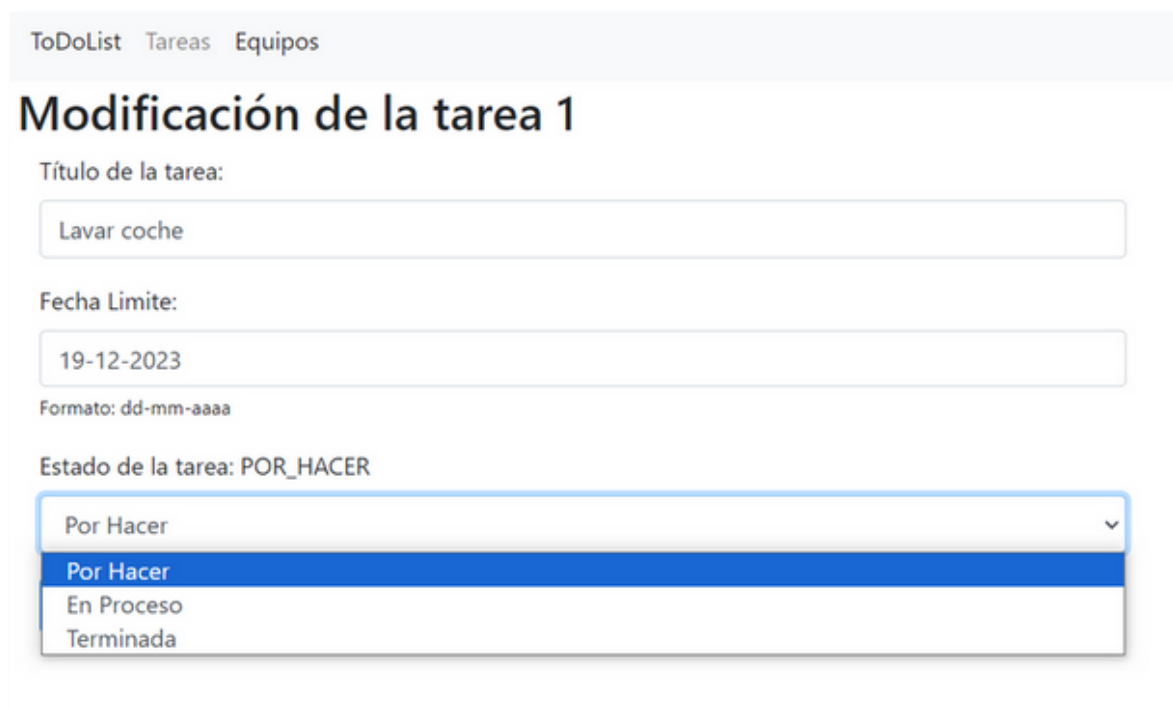 ToDoList Tareas Equipos
Modificación de la tarea 1
Título de la tarea:
Lavar coche
Fecha Limite:
19-12-2023
Formato: dd-mm-aaaa
Estado de la tarea: POR_HACER
Por Hacer
Por Hacer
En Proceso
Terminada